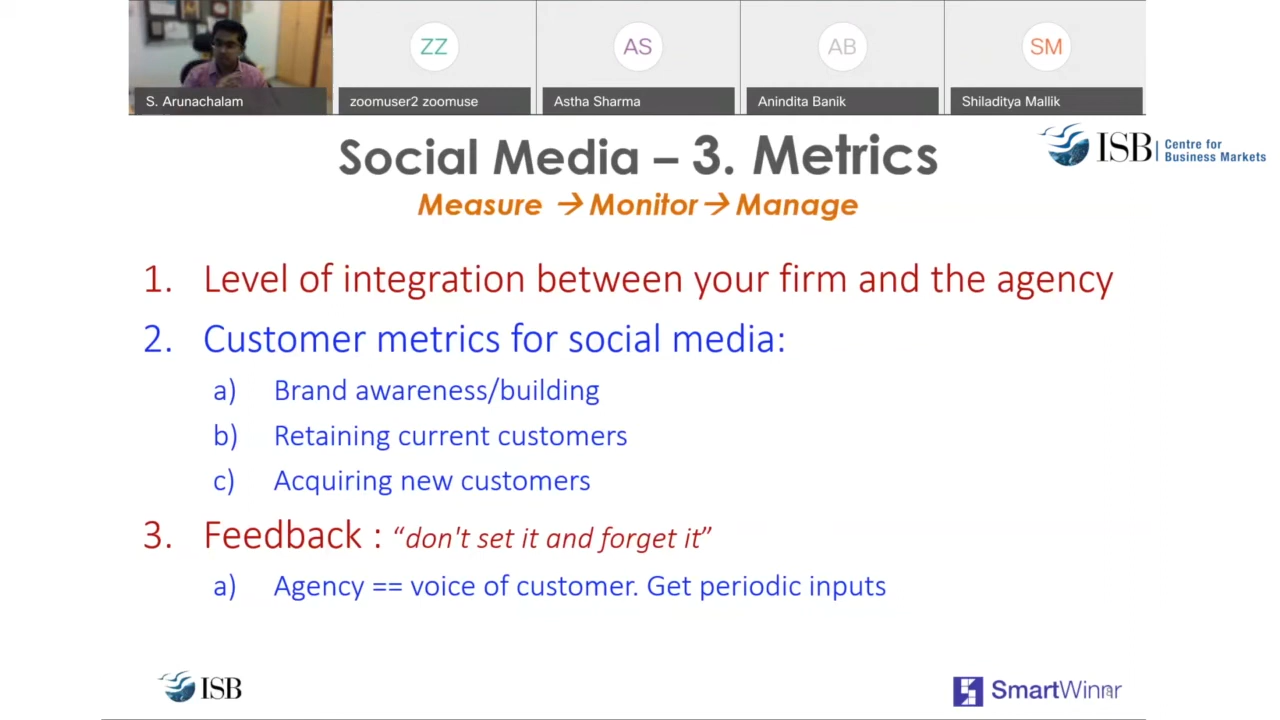 ZZ
AS
AB
SM
S. Arunachalam
zoomuser2 zoomuse
Astha Sharma
Anindita Banik
Shiladitya Mallik
Social Media – 3. Metrics
Measure → Monitor → Manage
ISB
Centre for
Business Markets
1. Level of integration between your firm and the agency
2. Customer metrics for social media:
a) Brand awareness/building
b) Retaining current customers
c) Acquiring new customers
3. Feedback : “don't set it and forget it”
a) Agency == voice of customer. Get periodic inputs
ISB